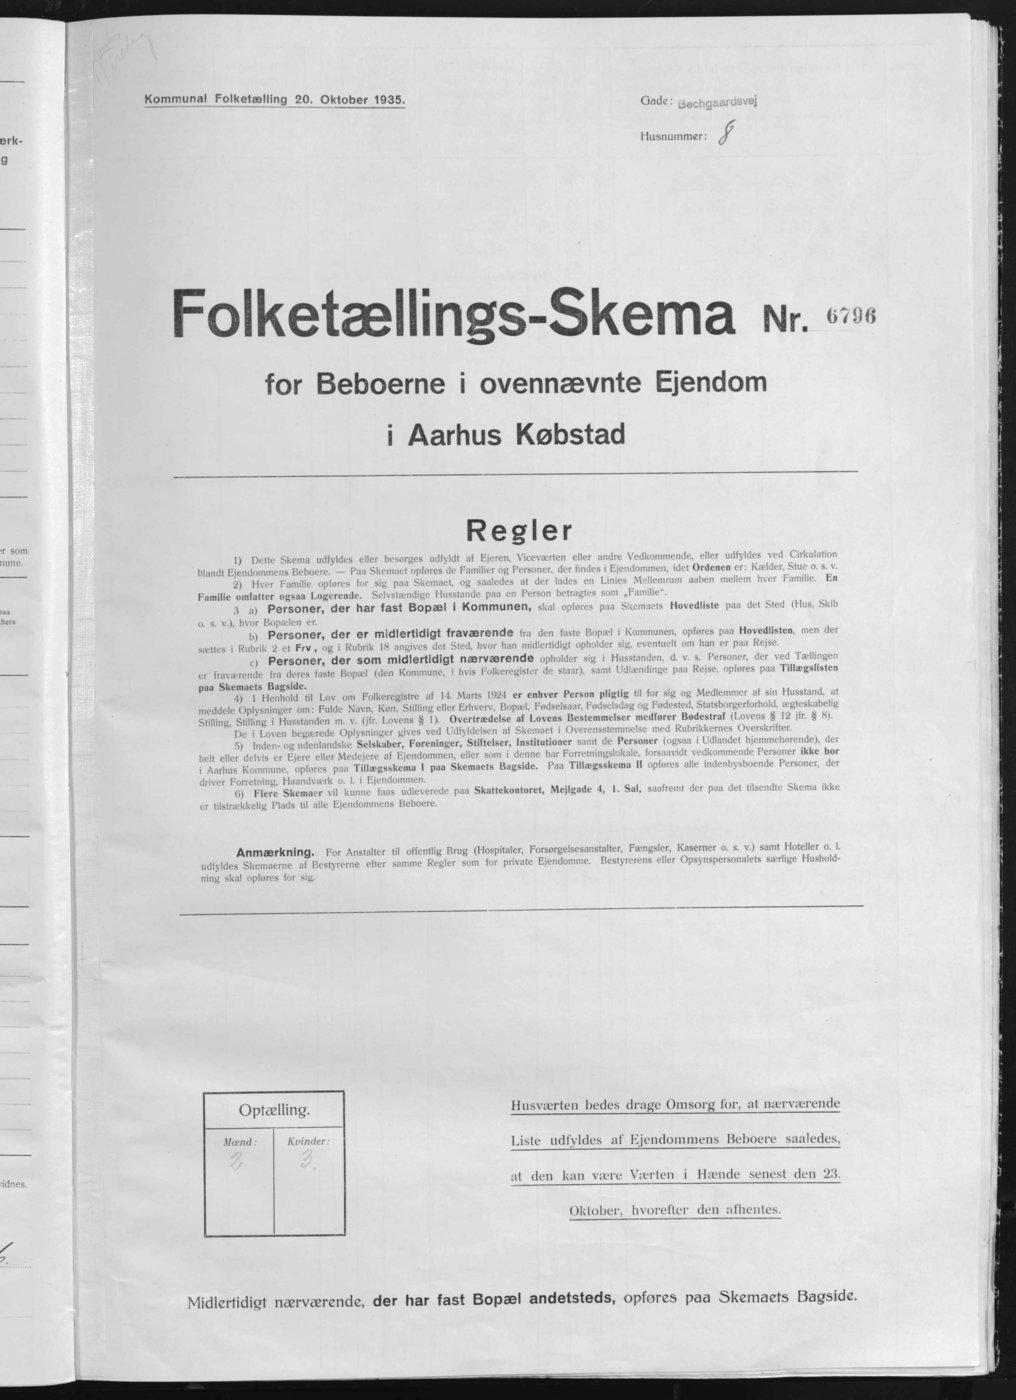 Kommunal Folketælling 20. Oktober 1935.
Gade: Bechgaardsvej
Husnummer: 8
Folketællings-Skema Nr. 6796
for Beboerne i ovennævnte Ejendom
i Aarhus Købstad
Regler
1) Dette Skema udfyldes eller besørges udfyldt af Ejeren, Viceværten eller andre Vedkommende, eller udfyldes ved Cirkulation
blandt Ejendommens Beboere. — Paa Skemaet opføres de Familier og Personer, der findes i Ejendommen, idet Ordenen er: Kælder, Stue o. s. v.
2) Hver Familie opføres for sig paa Skemaet, og saaledes at der lades en Linies Mellemrum aaben mellem hver Familie. En
Familie omfatter ogsaa Logerende. Selvstændige Husstande paa en Person betragtes som „Familie".
3 a) Personer, der har fast Bopæl i Kommunen, skal opføres paa Skemaets Hovedliste paa det Sted (Hus, Skib
o. s. v.), hvor Bopælen er.
b) Personer, der er midlertidigt fraværende fra den faste Bopæl i Kommunen, opføres paa Hovedlisten, men der
sættes i Rubrik 2 et Frv, og i Rubrik 18 angives det Sted, hvor han midlertidigt opholder sig, eventuelt om han er paa Rejse.
c) Personer, der som midlertidigt nærværende opholder sig i Husstanden, d. v. s. Personer, der ved Tællingen
er fraværende fra deres faste Bopæl (den Kommune, i hvis Folkeregister de staar), samt Udlændinge paa Rejse, opføres paa Tillægslisten
paa Skemaets Bagside.
4) I Henhold til Lov om Folkeregistre af 14. Marts 1924 er enhver Person pligtig til for sig og Medlemmer af sin Husstand, at
meddele Oplysninger om: Fulde Navn, Køn, Stilling eller Erhverv, Bopæl, Fødselsaar, Fødselsdag og Fødested, Statsborgerforhold, ægteskabelig
Stilling, Stilling i Husstanden m. v. (jfr. Lovens § 1). Overtrædelse af Lovens Bestemmelser medfører Bødestraf (Lovens § 12 jfr. § 8).
De i Loven begærede Oplysninger gives ved Udfyldelsen af Skemaet i Overensstemmelse med Rubrikkernes Overskrifter.
5) Inden- og udenlandske Selskaber, Foreninger, Stiftelser, Institutioner samt de Personer (ogsaa i Udlandet hjemmehørende), der
helt eller delvis er Ejere eller Medejere af Ejendommen, eller som i denne har Forretningslokale, forsaavidt vedkommende Personer ikke bor
i Aarhus Kommune, opføres paa Tillægsskema I paa Skemaets Bagside. Paa Tillægsskema II opføres alle indenbysboende Personer, der
driver Forretning, Haandværk o. l. i Ejendommen.
6) Flere Skemaer vil kunne faas udleverede paa Skattekontoret, Mejlgade 4, 1. Sal, saafremt der paa det tilsendte Skema ikke
er tilstrækkelig Plads til alle Ejendommens Beboere.
Anmærkning. For Anstalter til offentlig Brug (Hospitaler, Forsørgelsesanstalter, Fængsler, Kaserner o. s. v.) samt Hoteller o. l.
udfyldes Skemaerne af Bestyrerne efter samme Regler som for private Ejendomme. Bestyrerens eller Opsynspersonalets særlige Hushold-
ning skal opføres for sig.
Optælling.
Mænd: Kvinder:
2 3.
Husværten bedes drage Omsorg for, at nærværende
Liste udfyldes af Ejendommens Beboere saaledes,
at den kan være Værten i Hænde senest den 23.
Oktober, hvorefter den afhentes.
Midlertidigt nærværende, der har fast Bopæl andetsteds, opføres paa Skemaets Bagside.